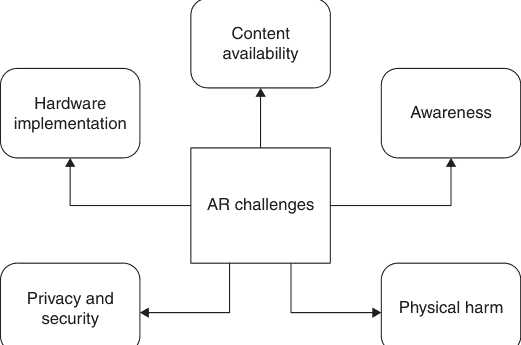 Content
availability
Hardware
implementation
Awareness
AR challenges
Privacy and
security
Physical harm